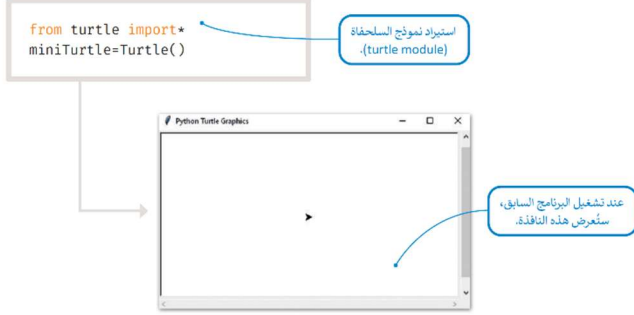 from turtle import*
miniTurtle=Turtle()
استيراد نموذج السلحفاة
(turtle module).
Python Turtle Graphics
عند تشغيل البرنامج السابق،
ستُعرض هذه النافذة.